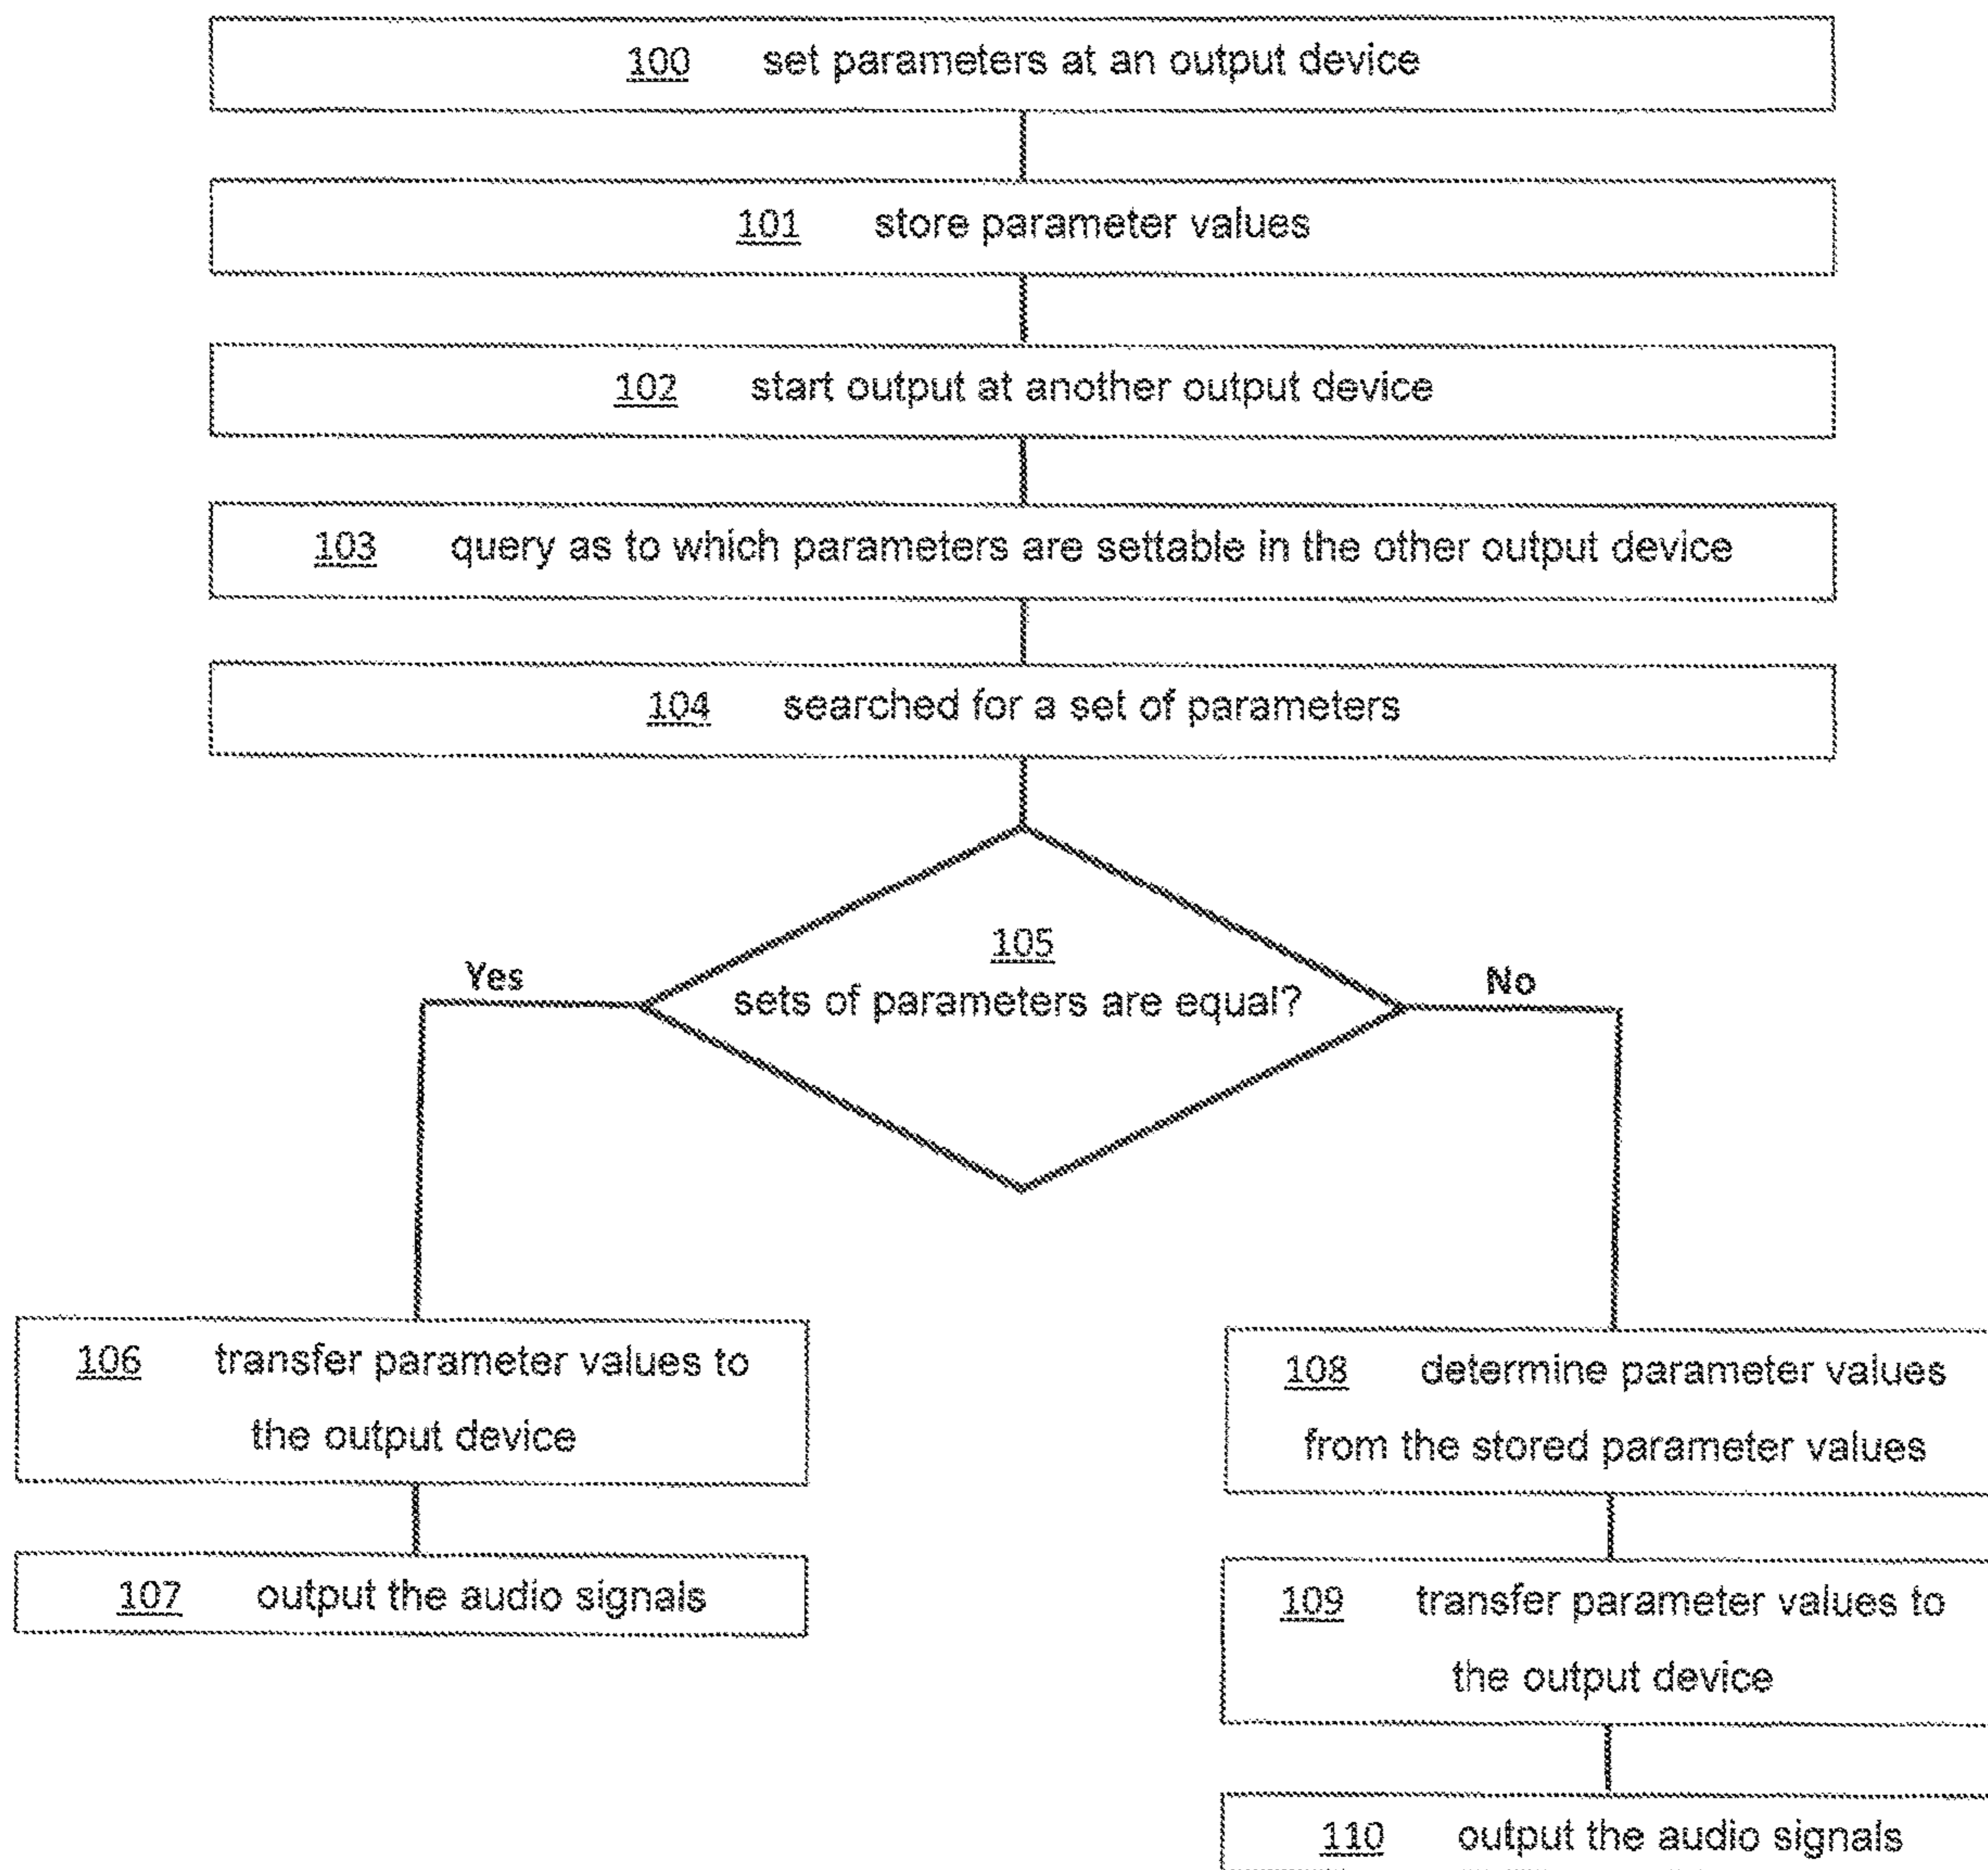 100 set parameters at an output device
101 store parameter values
102 start output at another output device
103 query as to which parameters are settable in the other output device
104 searched for a set of parameters
105
sets of parameters are equal?
Yes
No
106 transfer parameter values to
the output device
107 output the audio signals
108 determine parameter values
from the stored parameter values
109 transfer parameter values to
the output device
110 output the audio signals